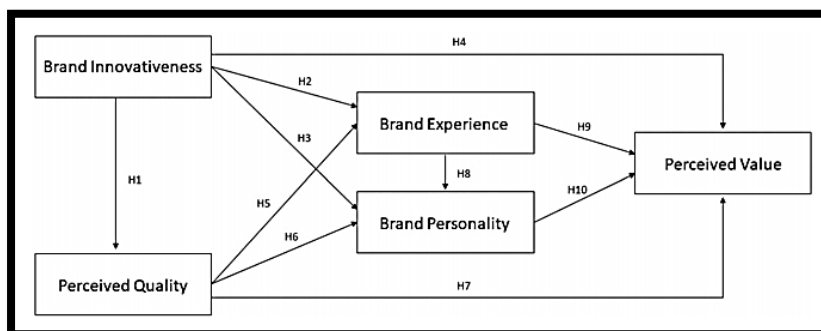 H4
Brand Innovativeness
H2
Brand Experience
H9
H3
Perceived Value
H1
H8
H5
H10
Brand Personality
H6
Perceived Quality
H7